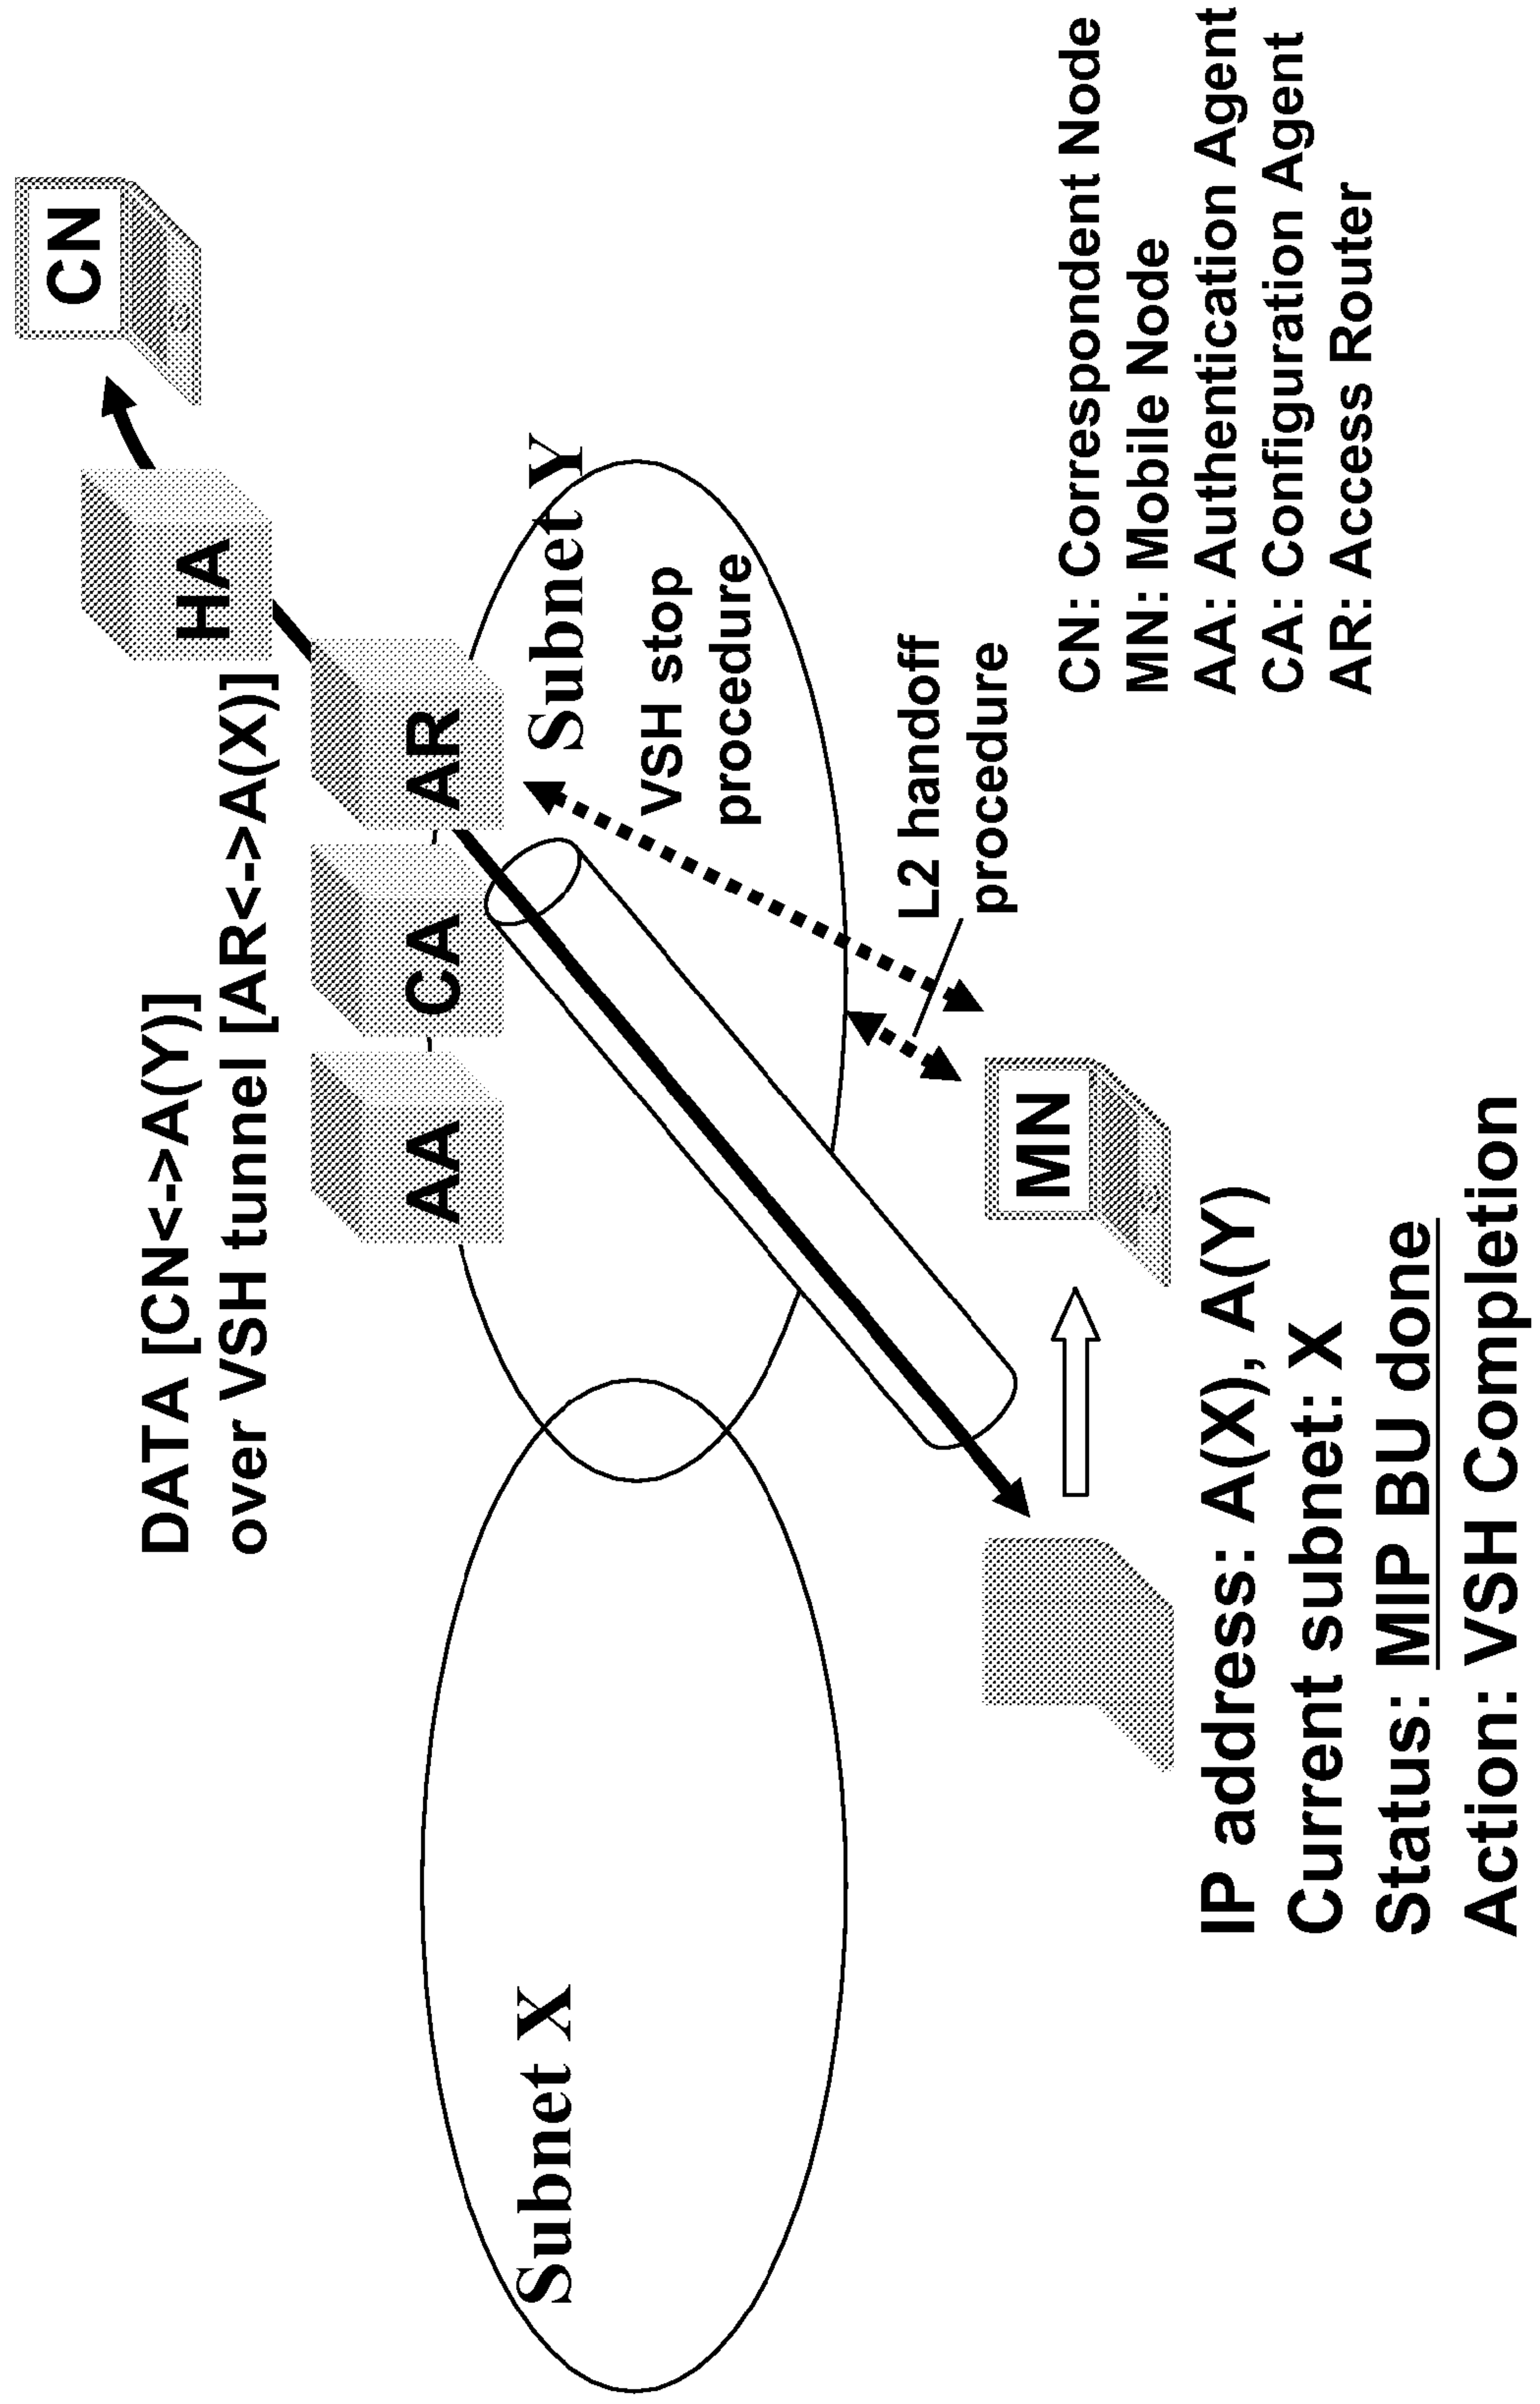 CN
HA
DATA [CN<->A(Y)]
over VSH tunnel [AR<->A(X)]
AA
CA
AR
Subnet X
Subnet Y
VSH stop
procedure
L2 handoff
procedure
MN
IP address: A(X), A(Y)
Current subnet: X
Status: MIP BU done
Action: VSH Completion
CN: Correspondent Node
MN: Mobile Node
AA: Authentication Agent
CA: Configuration Agent
AR: Access Router